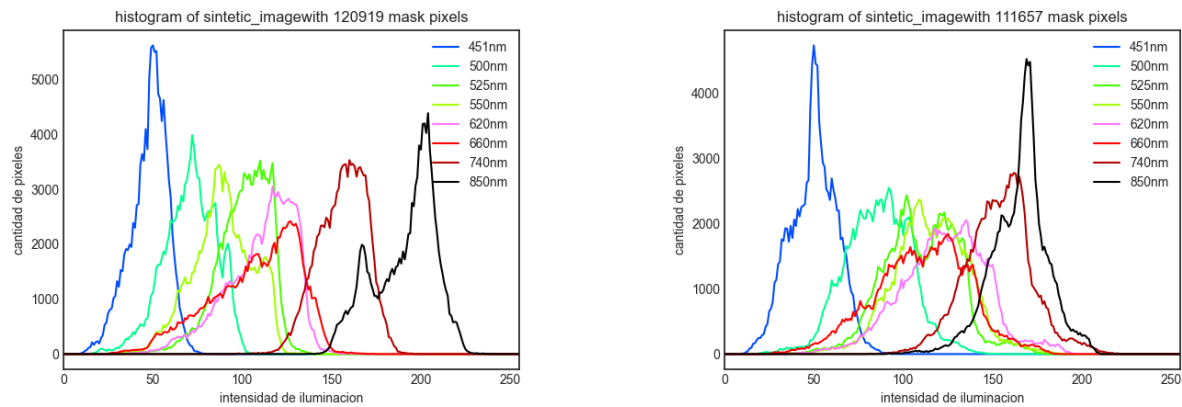 histogram of sintetic_imagewith 120919 mask pixels
cantidad de pixeles
5000
4000
3000
2000
1000
0
0 50 100 150 200 250
intensidad de iluminacion
451nm
500nm
525nm
550nm
620nm
660nm
740nm
850nm
histogram of sintetic_imagewith 111657 mask pixels
cantidad de pixeles
4000
3000
2000
1000
0
0 50 100 150 200 250
intensidad de iluminacion
451nm
500nm
525nm
550nm
620nm
660nm
740nm
850nm